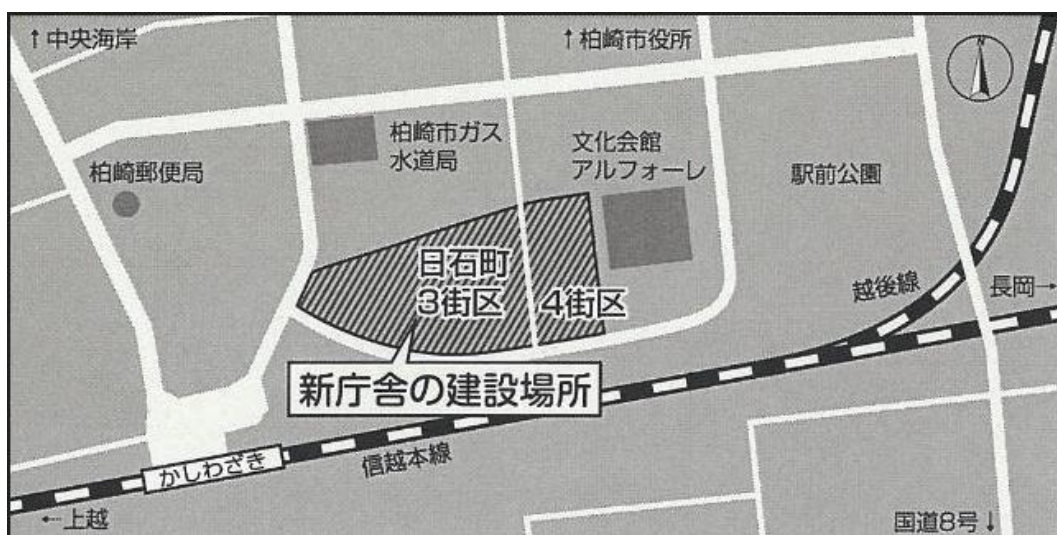 ↑中央海岸
↑柏崎市役所
N
柏崎市ガス
水道局
文化会館
アルフォーレ
柏崎郵便局
駅前公園
日石町
3街区
4街区
越後線
長岡→
新庁舎の建設場所
かしわざき
信越本線
←上越
国道8号↓